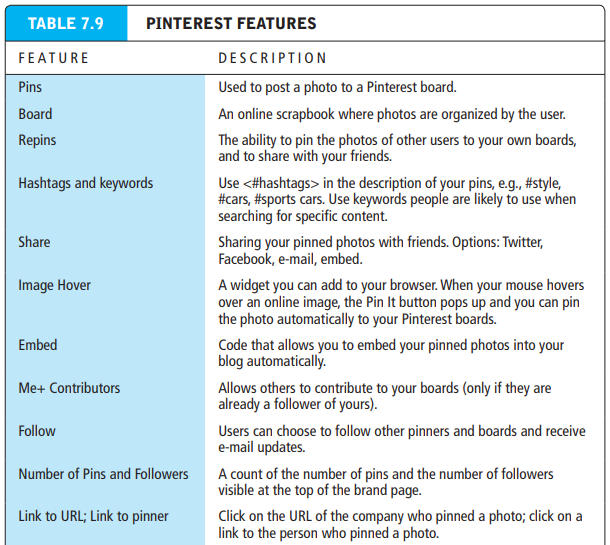 TABLE 7.9 PINTEREST FEATURES
FEATURE DESCRIPTION
Pins Used to post a photo to a Pinterest board.
Board An online scrapbook where photos are organized by the user.
Repins The ability to pin the photos of other users to your own boards,
and to share with your friends.
Hashtags and keywords Use <#hashtags> in the description of your pins, e.g., #style,
#cars, #sports cars. Use keywords people are likely to use when
searching for specific content.
Share Sharing your pinned photos with friends. Options: Twitter,
Facebook, e-mail, embed.
Image Hover A widget you can add to your browser. When your mouse hovers
over an online image, the Pin It button pops up and you can pin
the photo automatically to your Pinterest boards.
Embed Code that allows you to embed your pinned photos into your
blog automatically.
Me+ Contributors Allows others to contribute to your boards (only if they are
already a follower of yours).
Follow Users can choose to follow other pinners and boards and receive
e-mail updates.
Number of Pins and Followers A count of the number of pins and the number of followers
visible at the top of the brand page.
Link to URL; Link to pinner Click on the URL of the company who pinned a photo; click on a
link to the person who pinned a photo.